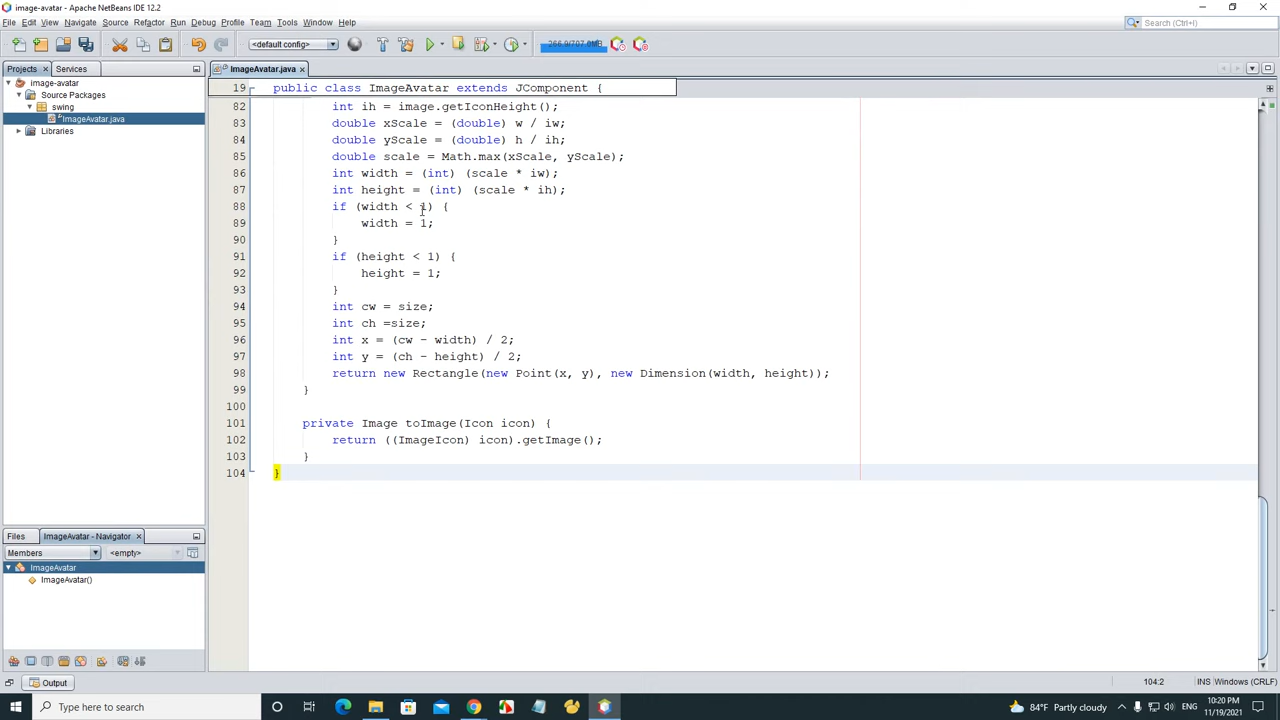 image-avatar - Apache NetBeans IDE 12.2
File Edit View Navigate Source Refactor Run Debug Profile Team Tools Window Help
Search (Ctrl+I)
<default config>
266.9/707.0MB
Projects Services
ImageAvatar.java
image-avatar
Source Packages
swing
ImageAvatar.java
Libraries
19 public class ImageAvatar extends JComponent {
82 int ih = image.getIconHeight();
83 double xScale = (double) w / iw;
84 double yScale = (double) h / ih;
85 double scale = Math.max(xScale, yScale);
86 int width = (int) (scale * iw);
87 int height = (int) (scale * ih);
88 if (width < 1) {
89 width = 1;
90 }
91 if (height < 1) {
92 height = 1;
93 }
94 int cw = size;
95 int ch =size;
96 int x = (cw - width) / 2;
97 int y = (ch - height) / 2;
98 return new Rectangle(new Point(x, y), new Dimension(width, height));
99 }
100
101 private Image toImage(Icon icon) {
102 return ((ImageIcon) icon).getImage();
103 }
104 }
Files ImageAvatar - Navigator
Members <empty>
ImageAvatar
ImageAvatar()
Output
104:2 INS Windows (CRLF)
Type here to search
84°F Partly cloudy ENG
10:20 PM
11/19/2021